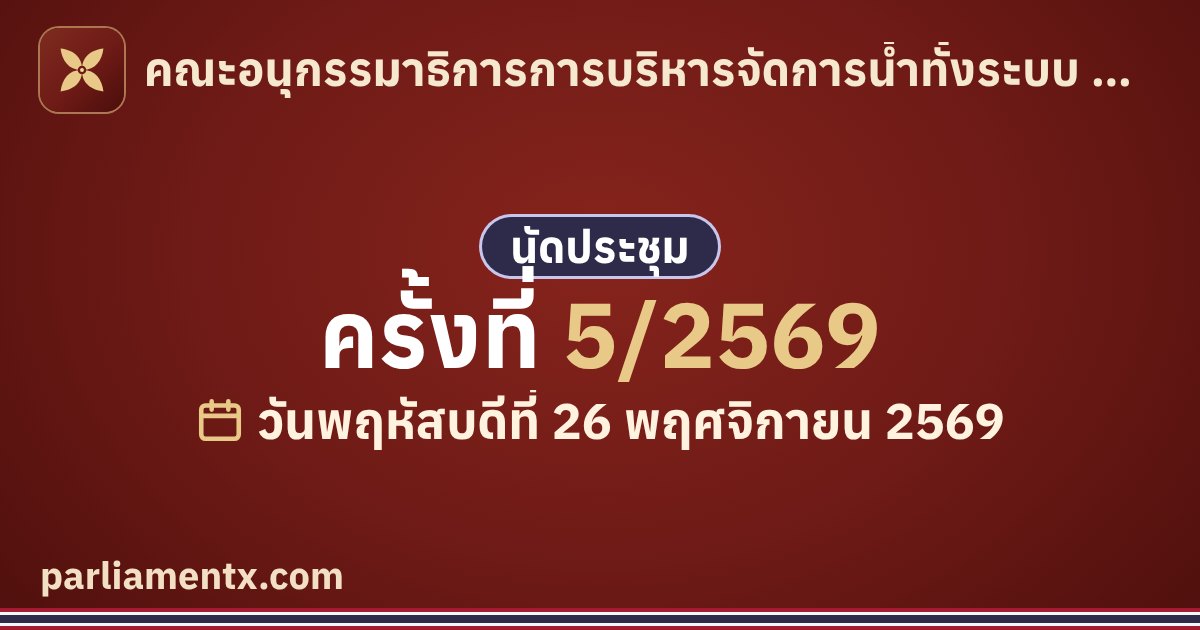 คณะอนุกรรมาธิการการบริหารจัดการน้ำทั้งระบบ ...
นัดประชุม
ครั้งที่ 5/2569
วันพฤหัสบดีที่ 26 พฤศจิกายน 2569
parliamentx.com